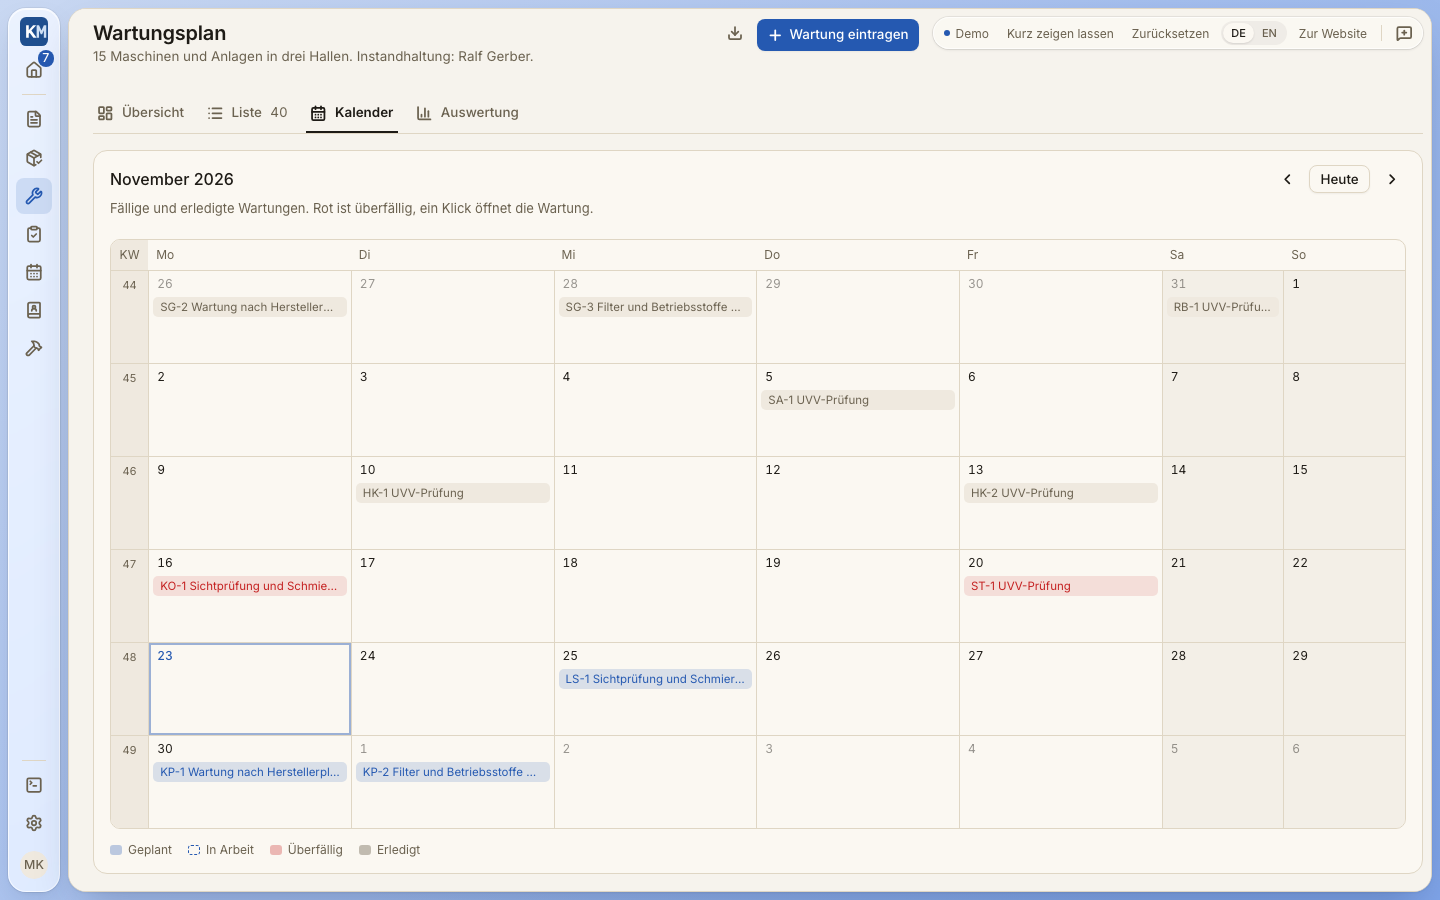 KM
7
MK
Wartungsplan
15 Maschinen und Anlagen in drei Hallen. Instandhaltung: Ralf Gerber.
Wartung eintragen
Demo Kurz zeigen lassen Zurücksetzen DE EN Zur Website
Übersicht Liste 40 Kalender Auswertung
November 2026
Heute
Fällige und erledigte Wartungen. Rot ist überfällig, ein Klick öffnet die Wartung.
KW Mo Di Mi Do Fr Sa So
44 26 27 28 29 30 31 1
SG-2 Wartung nach Hersteller... SG-3 Filter und Betriebsstoffe ... RB-1 UVV-Prüfu...
45 2 3 4 5 6 7 8
SA-1 UVV-Prüfung
46 9 10 11 12 13 14 15
HK-1 UVV-Prüfung HK-2 UVV-Prüfung
47 16 17 18 19 20 21 22
KO-1 Sichtprüfung und Schmie... ST-1 UVV-Prüfung
48 23 24 25 26 27 28 29
LS-1 Sichtprüfung und Schmier...
49 30 1 2 3 4 5 6
KP-1 Wartung nach Herstellerpl... KP-2 Filter und Betriebsstoffe ...
Geplant In Arbeit Überfällig Erledigt